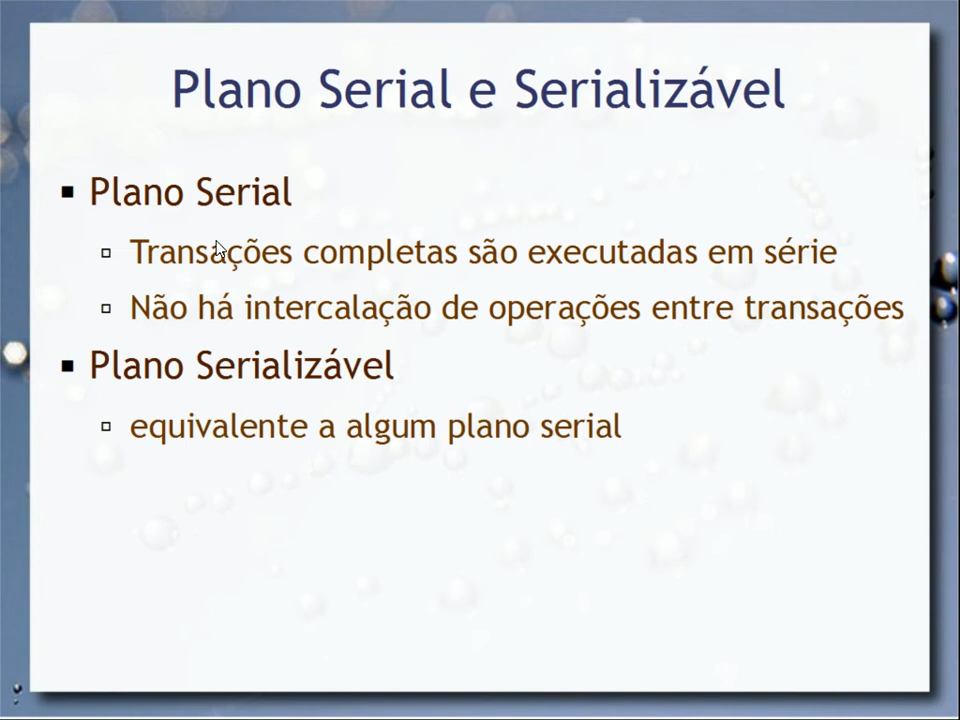 Plano Serial e Serializável
Plano Serial
Transações completas são executadas em série
Não há intercalação de operações entre transações
Plano Serializável
equivalente a algum plano serial